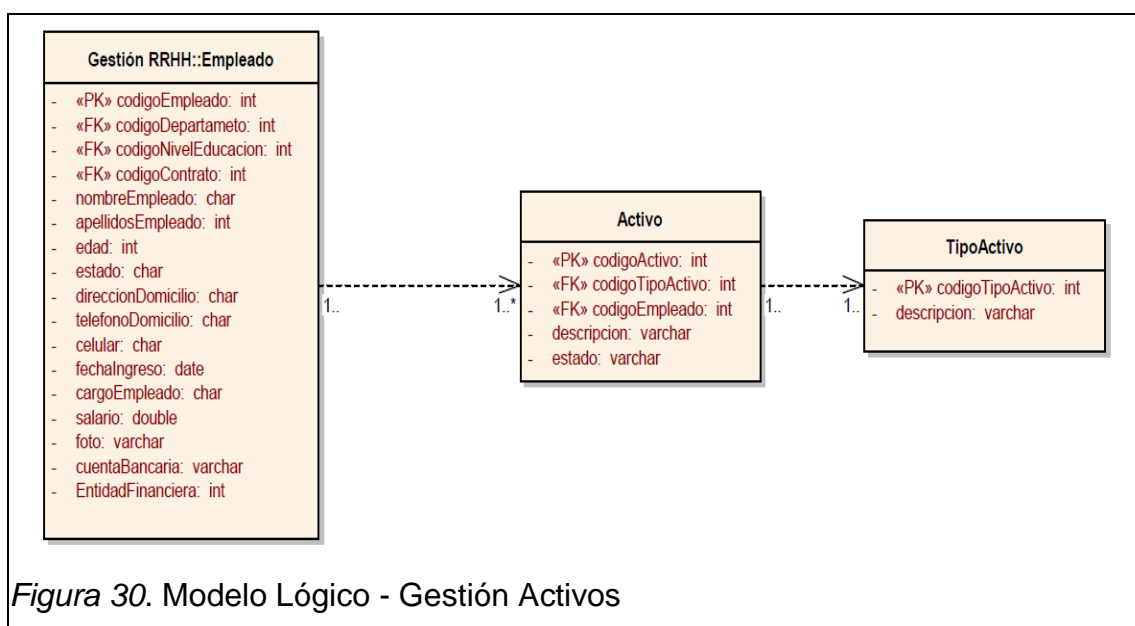 Gestión RRHH::Empleado
- «PK» codigoEmpleado: int
- «FK» codigoDepartameto: int
- «FK» codigoNivelEducacion: int
- «FK» codigoContrato: int
- nombreEmpleado: char
- apellidosEmpleado: int
- edad: int
- estado: char
- direccionDomicilio: char
- telefonoDomicilio: char
- celular: char
- fechaIngreso: date
- cargoEmpleado: char
- salario: double
- foto: varchar
- cuentaBancaria: varchar
- EntidadFinanciera: int
1..
1..*
Activo
- «PK» codigoActivo: int
- «FK» codigoTipoActivo: int
- «FK» codigoEmpleado: int
- descripcion: varchar
- estado: varchar
1..
1..
TipoActivo
- «PK» codigoTipoActivo: int
- descripcion: varchar
Figura 30. Modelo Lógico - Gestión Activos